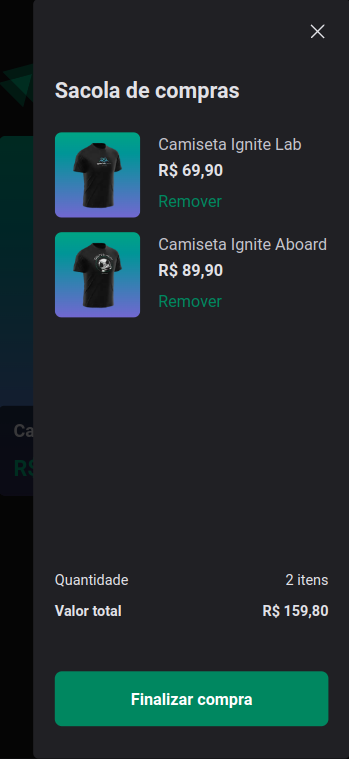 Sacola de compras
Camiseta Ignite Lab
R$ 69,90
Remover
Camiseta Ignite Aboard
R$ 89,90
Remover
Ca
R$
Quantidade 2 itens
Valor total R$ 159,80
Finalizar compra